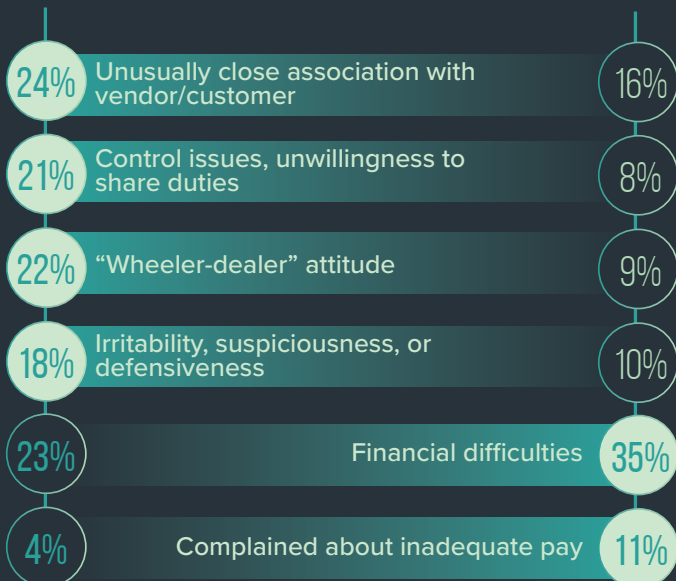 24% Unusually close association with 16%
vendor/customer
21% Control issues, unwillingness to 8%
share duties
22% “Wheeler-dealer” attitude 9%
18% Irritability, suspiciousness, or 10%
defensiveness
23% Financial difficulties 35%
4% Complained about inadequate pay 11%